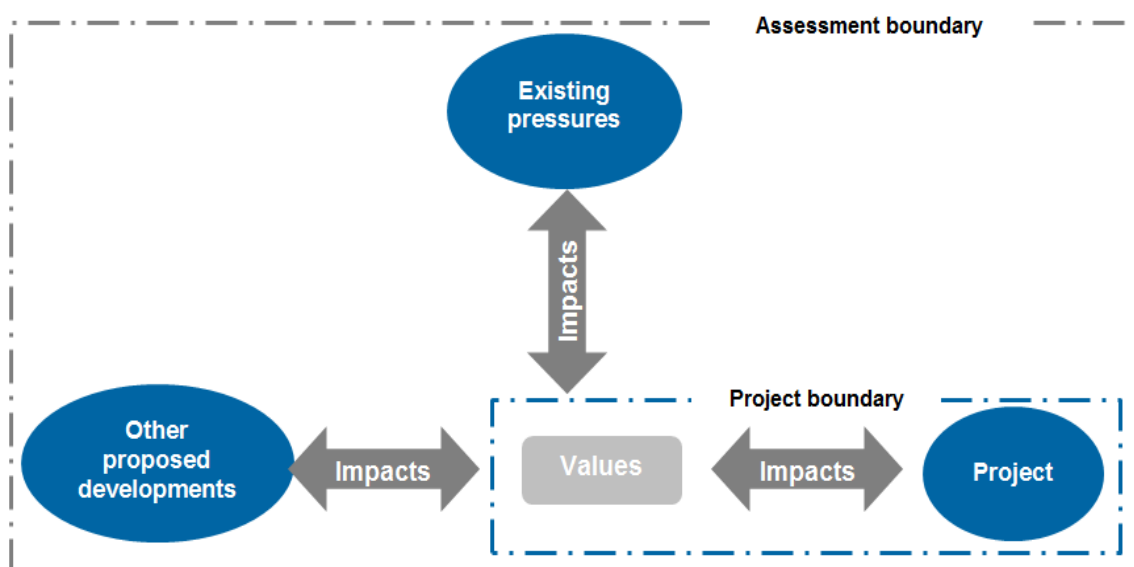 Assessment boundary
Existing
pressures
Impacts
Project boundary
Other
proposed
developments
Impacts
Values
Impacts
Project